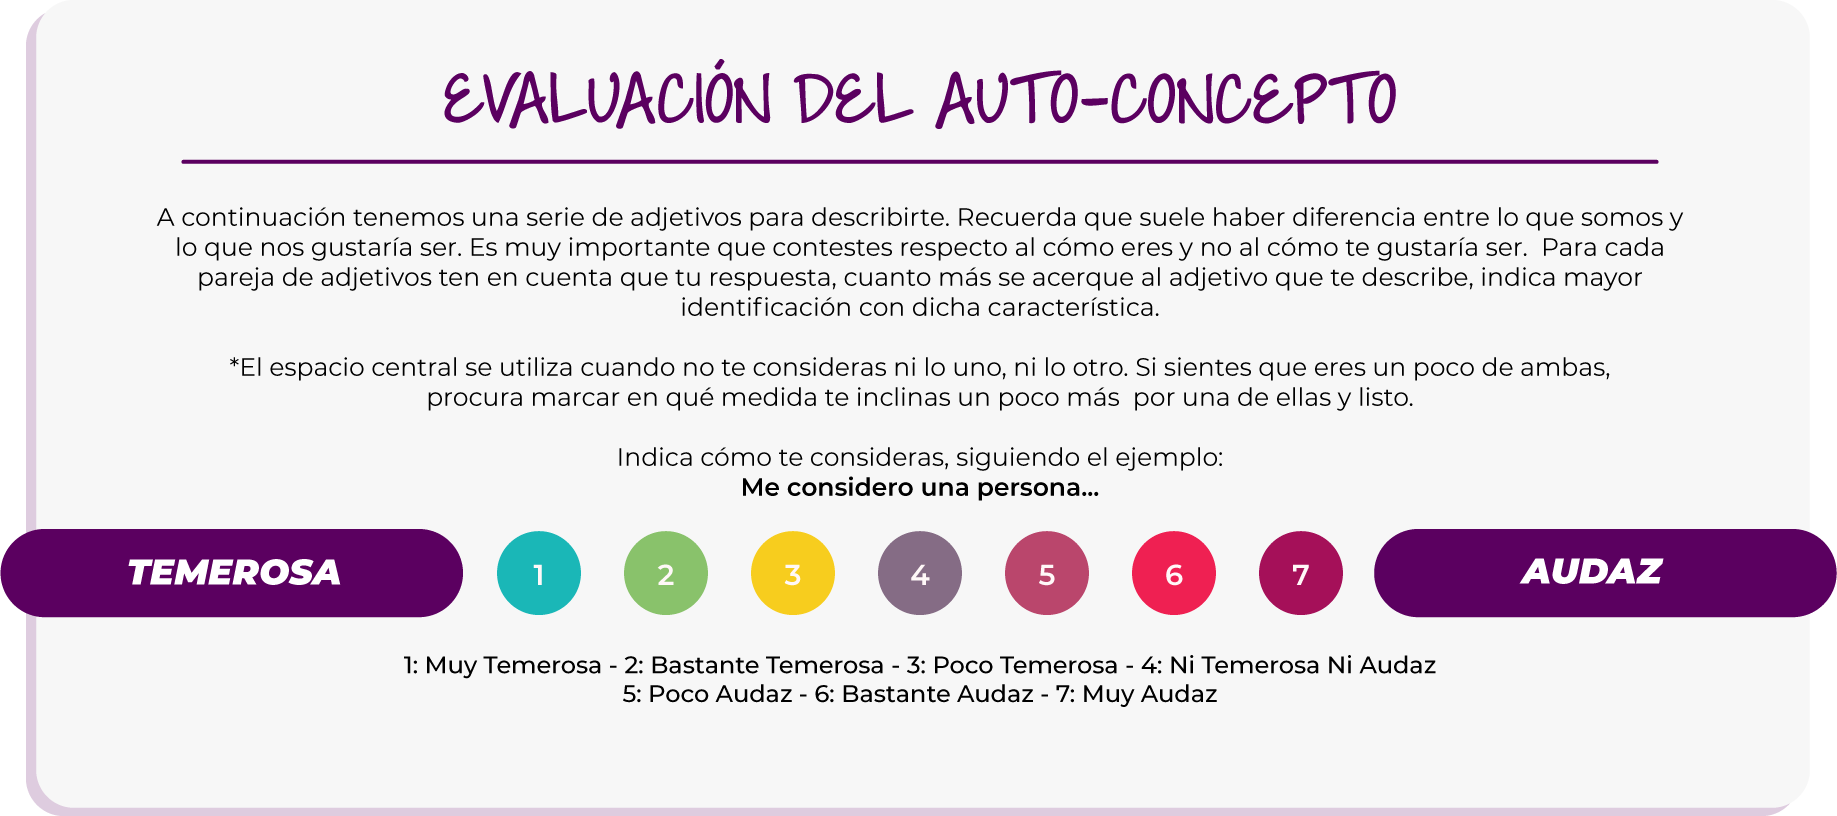 EVALUACIÓN DEL AUTO-CONCEPTO
A continuación tenemos una serie de adjetivos para describirte. Recuerda que suele haber diferencia entre lo que somos y
lo que nos gustaría ser. Es muy importante que contestes respecto al cómo eres y no al cómo te gustaría ser.  Para cada
pareja de adjetivos ten en cuenta que tu respuesta, cuanto más se acerque al adjetivo que te describe, indica mayor
identificación con dicha característica.
*El espacio central se utiliza cuando no te consideras ni lo uno, ni lo otro. Si sientes que eres un poco de ambas,
procura marcar en qué medida te inclinas un poco más  por una de ellas y listo.
Indica cómo te consideras, siguiendo el ejemplo:
Me considero una persona...
TEMEROSA 1 2 3 4 5 6 7 AUDAZ
1: Muy Temerosa - 2: Bastante Temerosa - 3: Poco Temerosa - 4: Ni Temerosa Ni Audaz
5: Poco Audaz - 6: Bastante Audaz - 7: Muy Audaz